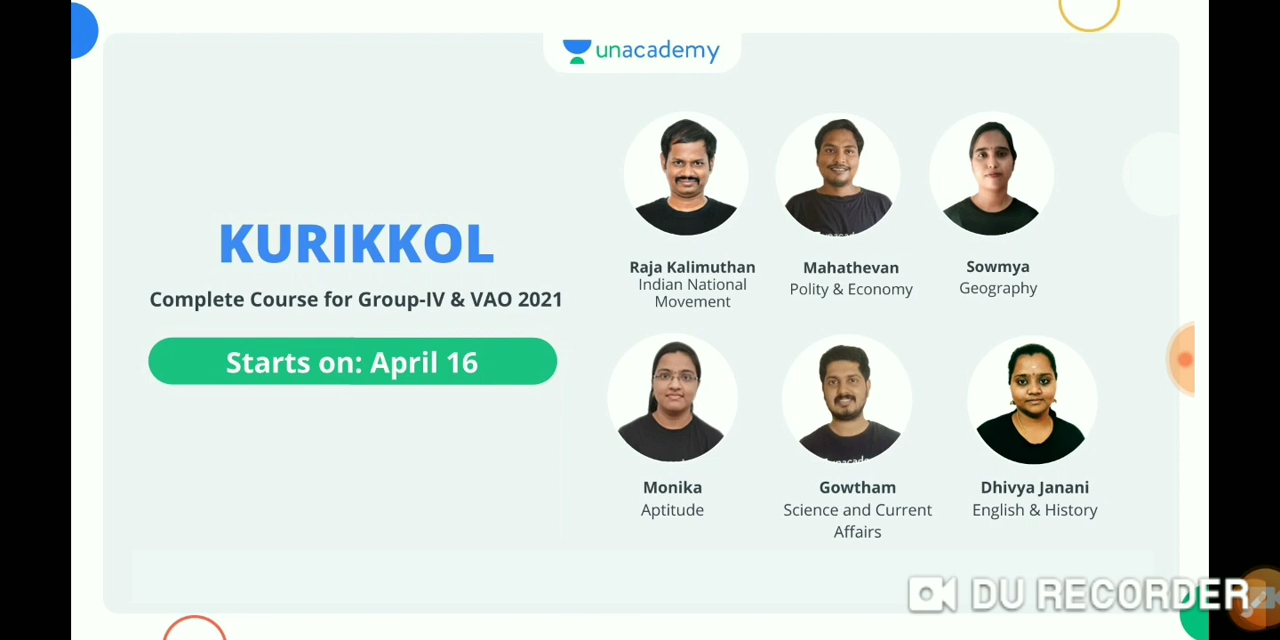 unacademy
KURIKKOL
Complete Course for Group-IV & VAO 2021
Starts on: April 16
Raja Kalimuthan
Indian National
Movement
Mahathevan
Polity & Economy
Sowmya
Geography
Monika
Aptitude
Gowtham
Science and Current
Affairs
Dhivya Janani
English & History
DU RECORDER